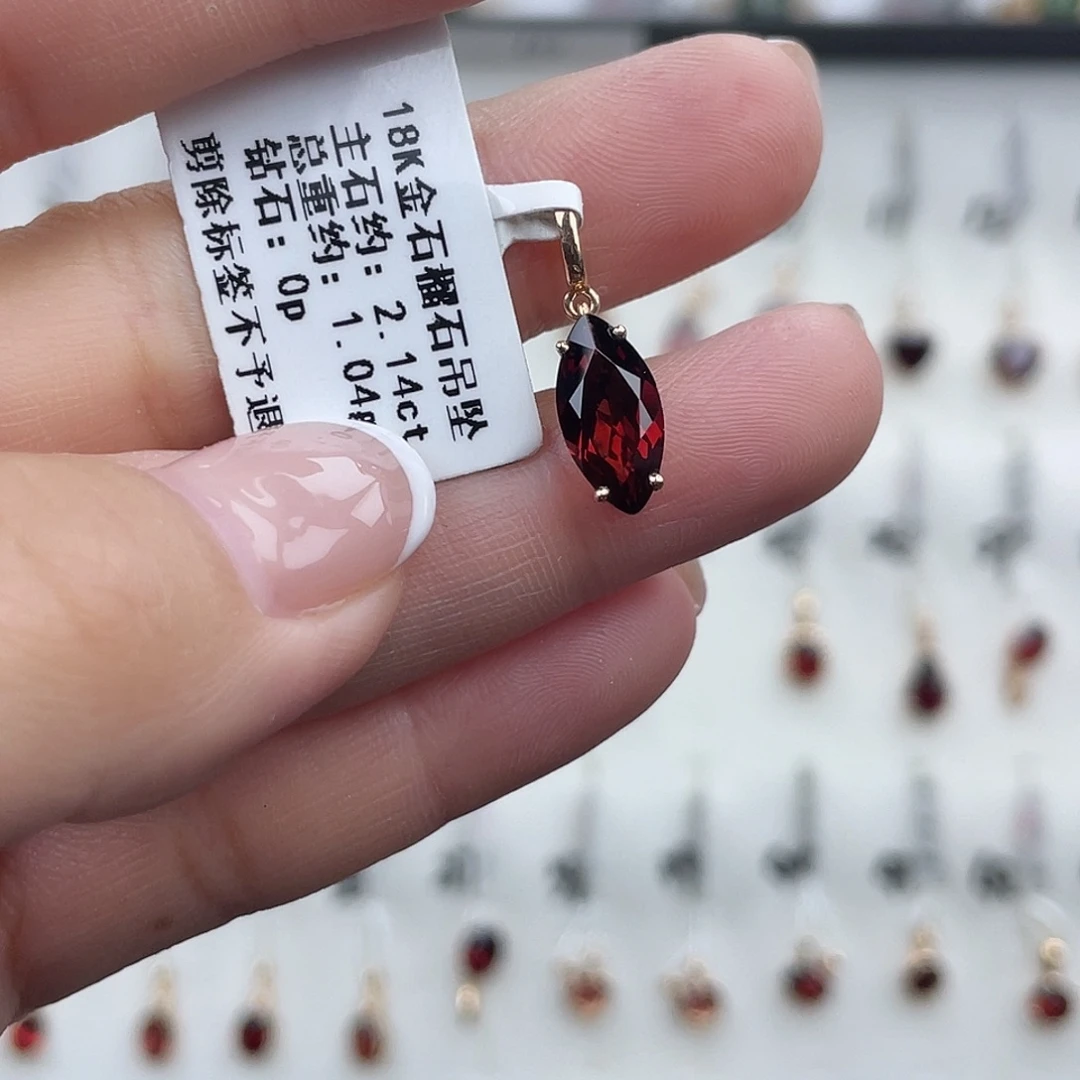 18K金石榴石吊坠
主石约：2.14ct
总重约：1.04g
钻石：0p
剪除标签不予退